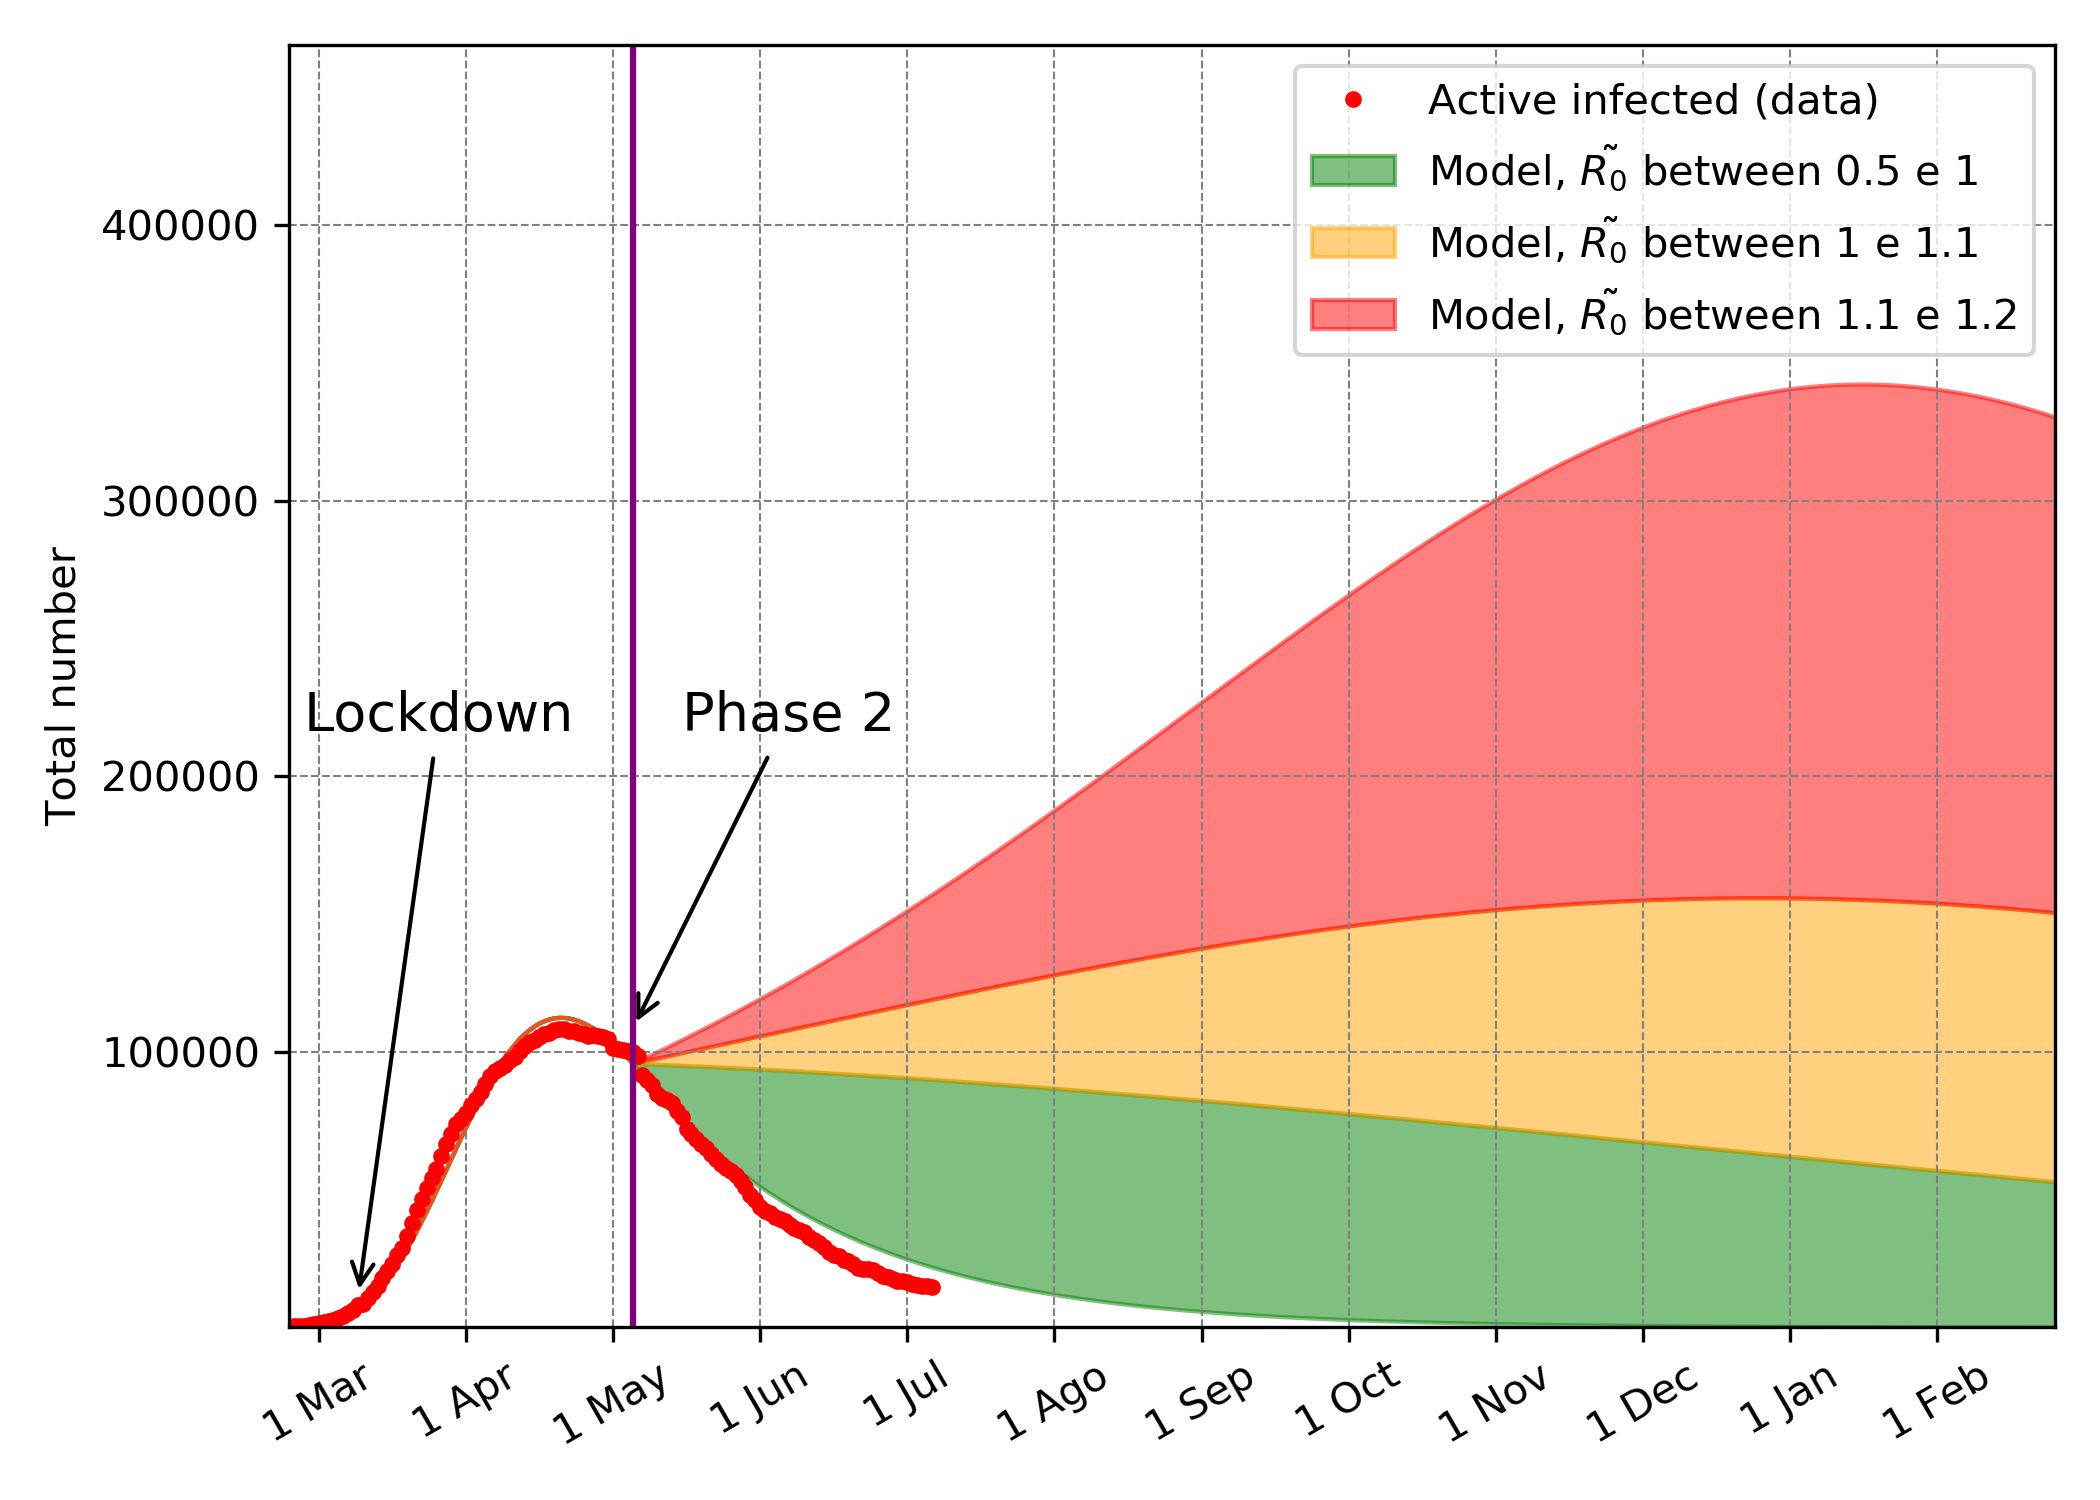 Active infected (data)
Model, R̃₀ between 0.5 e 1
Model, R̃₀ between 1 e 1.1
Model, R̃₀ between 1.1 e 1.2
400000
300000
200000
100000
Total number
Lockdown
Phase 2
1 Mar
1 Apr
1 May
1 Jun
1 Jul
1 Ago
1 Sep
1 Oct
1 Nov
1 Dec
1 Jan
1 Feb